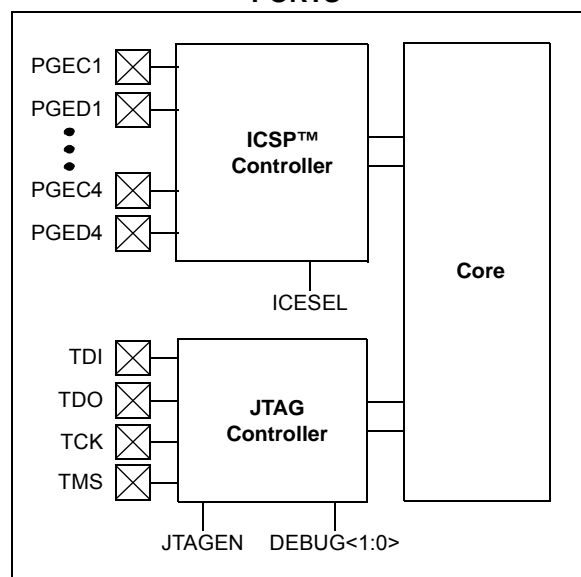 PORTS
PGEC1
PGED1
ICSP™
Controller
PGEC4
PGED4
Core
ICESEL
TDI
TDO
JTAG
Controller
TCK
TMS
JTAGEN DEBUG<1:0>